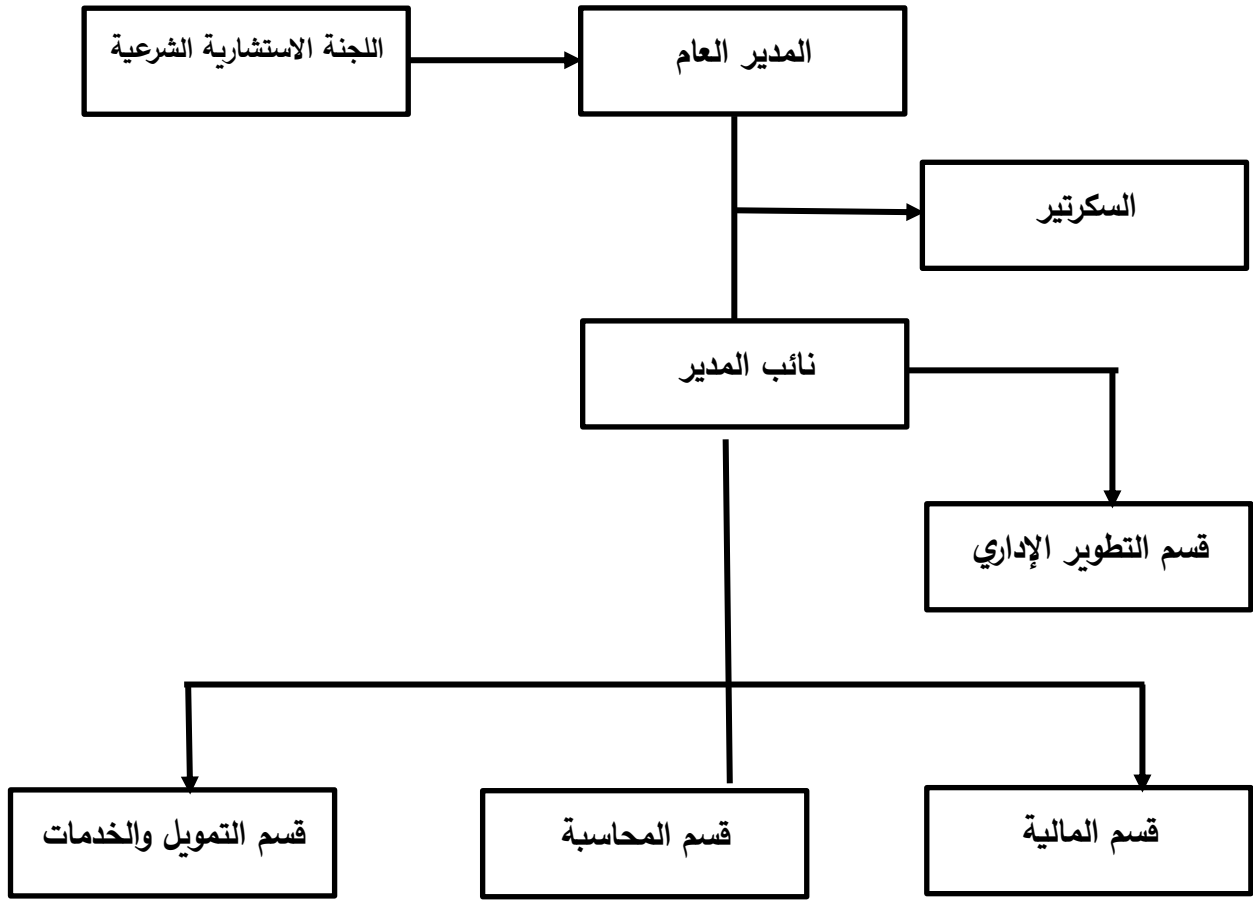 المدير العام
اللجنة الاستشارية الشرعية
السكرتير
نائب المدير
قسم التطوير الإداري
قسم المالية
قسم المحاسبة
قسم التمويل والخدمات